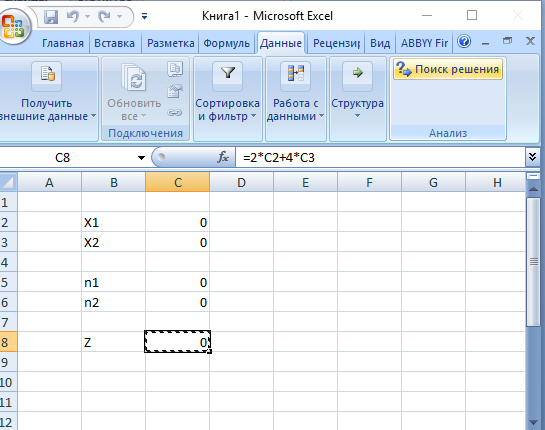 Книга1 - Microsoft Excel
Главная Вставка Разметка Формуль Данные Рецензир Вид ABBYY Fir
Получить внешние данные
Обновить все
Подключения
Сортировка и фильтр
Работа с данными
Структура
Поиск решения
Анализ
C8 fx =2*C2+4*C3
A B C D E F G H
1
2 X1 0
3 X2 0
4
5 n1 0
6 n2 0
7
8 Z 0
9
10
11
12